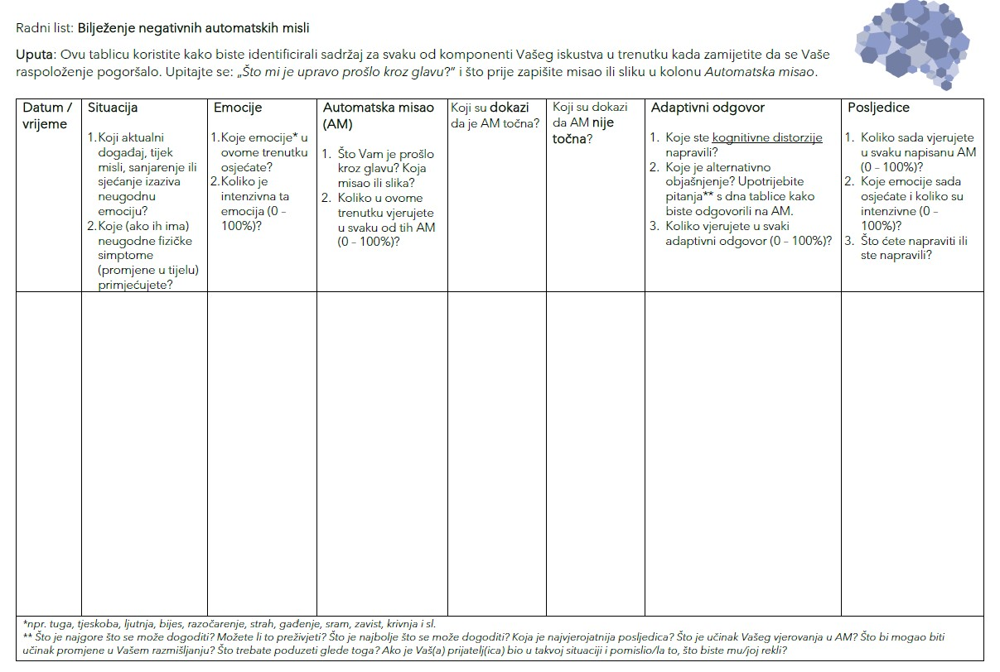 Radni list: Bilježenje negativnih automatskih misli
Uputa: Ovu tablicu koristite kako biste identificirali sadržaj za svaku od komponenti Vašeg iskustva u trenutku kada zamijetite da se Vaše
raspoloženje pogoršalo. Upitajte se: „Što mi je upravo prošlo kroz glavu?” i što prije zapišite misao ili sliku u kolonu Automatska misao.
Datum /
vrijeme
Situacija
1.Koji aktualni
događaj, tijek
misli, sanjarenje ili
sjećanje izaziva
neugodnu
emociju?
2.Koje (ako ih ima)
neugodne fizičke
simptome
(promjene u tijelu)
primjećujete?
Emocije
1.Koje emocije* u
ovome trenutku
osjećate?
2.Koliko je
intenzivna ta
emocija (0 –
100%)?
Automatska misao
(AM)
1. Što Vam je prošlo
kroz glavu? Koja
misao ili slika?
2. Koliko u ovome
trenutku vjerujete
u svaku od tih AM
(0 – 100%)?
Koji su dokazi
da je AM točna?
Koji su dokazi
da AM nije
točna?
Adaptivni odgovor
1. Koje ste kognitivne distorzije
napravili?
2. Koje je alternativno
objašnjenje? Upotrijebite
pitanja** s dna tablice kako
biste odgovorili na AM.
3. Koliko vjerujete u svaki
adaptivni odgovor (0 – 100%)?
Posljedice
1. Koliko sada vjerujete
u svaku napisanu AM
(0 – 100%)?
2. Koje emocije sada
osjećate i koliko su
intenzivne (0 –
100%)?
3. Što ćete napraviti ili
ste napravili?
*npr. tuga, tjeskoba, ljutnja, bijes, razočarenje, strah, gađenje, sram, zavist, krivnja i sl.
** Što je najgore što se može dogoditi? Možete li to preživjeti? Što je najbolje što se može dogoditi? Koja je najvjerojatnija posljedica? Što je učinak Vašeg vjerovanja u AM? Što bi mogao biti
učinak promjene u Vašem razmišljanju? Što trebate poduzeti glede toga? Ako je Vaš(a) prijatelj(ica) bio u takvoj situaciji i pomislio/la to, što biste mu/joj rekli?